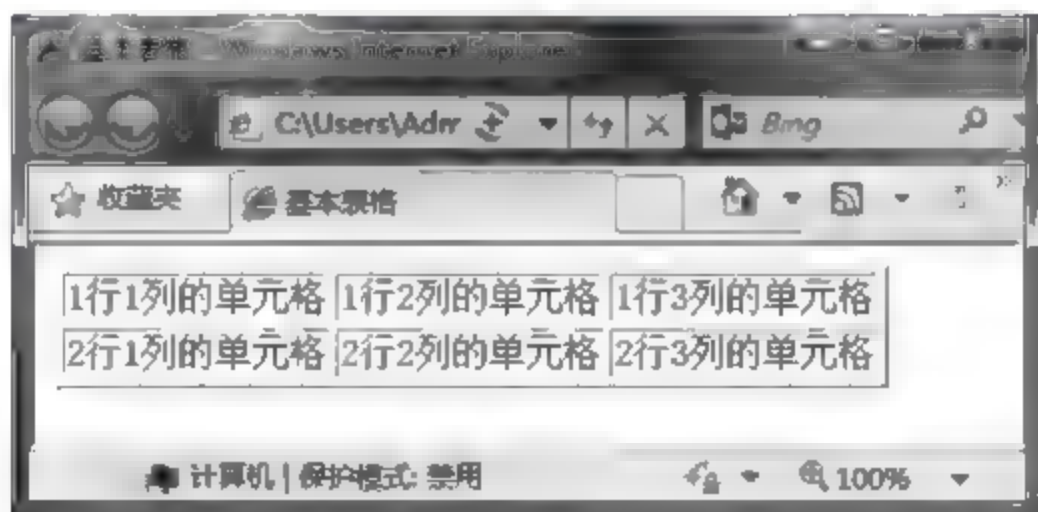 Windows Internet Explorer
C:\Users\Adm
Bing
收藏夹
基本表格
1行1列的单元格 1行2列的单元格 1行3列的单元格
2行1列的单元格 2行2列的单元格 2行3列的单元格
计算机 | 保护模式: 禁用
100%